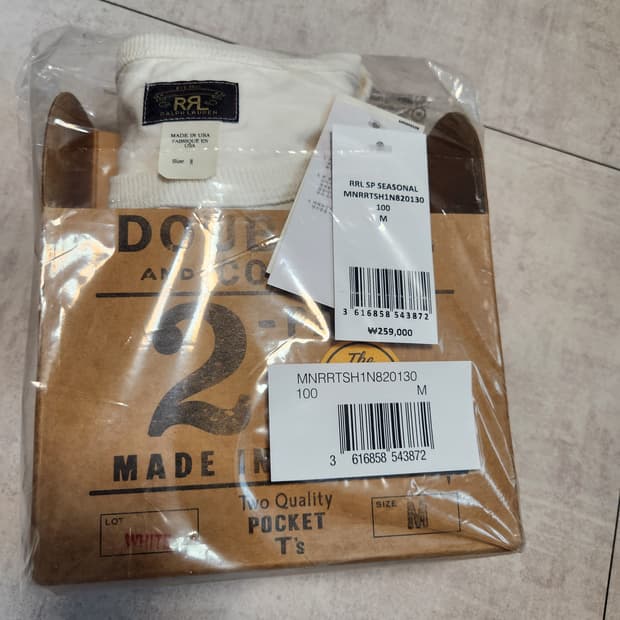 RRL
RALPH LAUREN
MADE IN USA
FABRIQUE EN
USA
Size
RRL SP SEASONAL
MNRRTSH1N820130
100
M
3 616858 543872
₩259,000
DOU
AND CO
2-
The
MNRRTSH1N820130
100 M
3 616858 543872
MADE IN
Two Quality
POCKET
T's
LOT
WHITE
SIZE
M